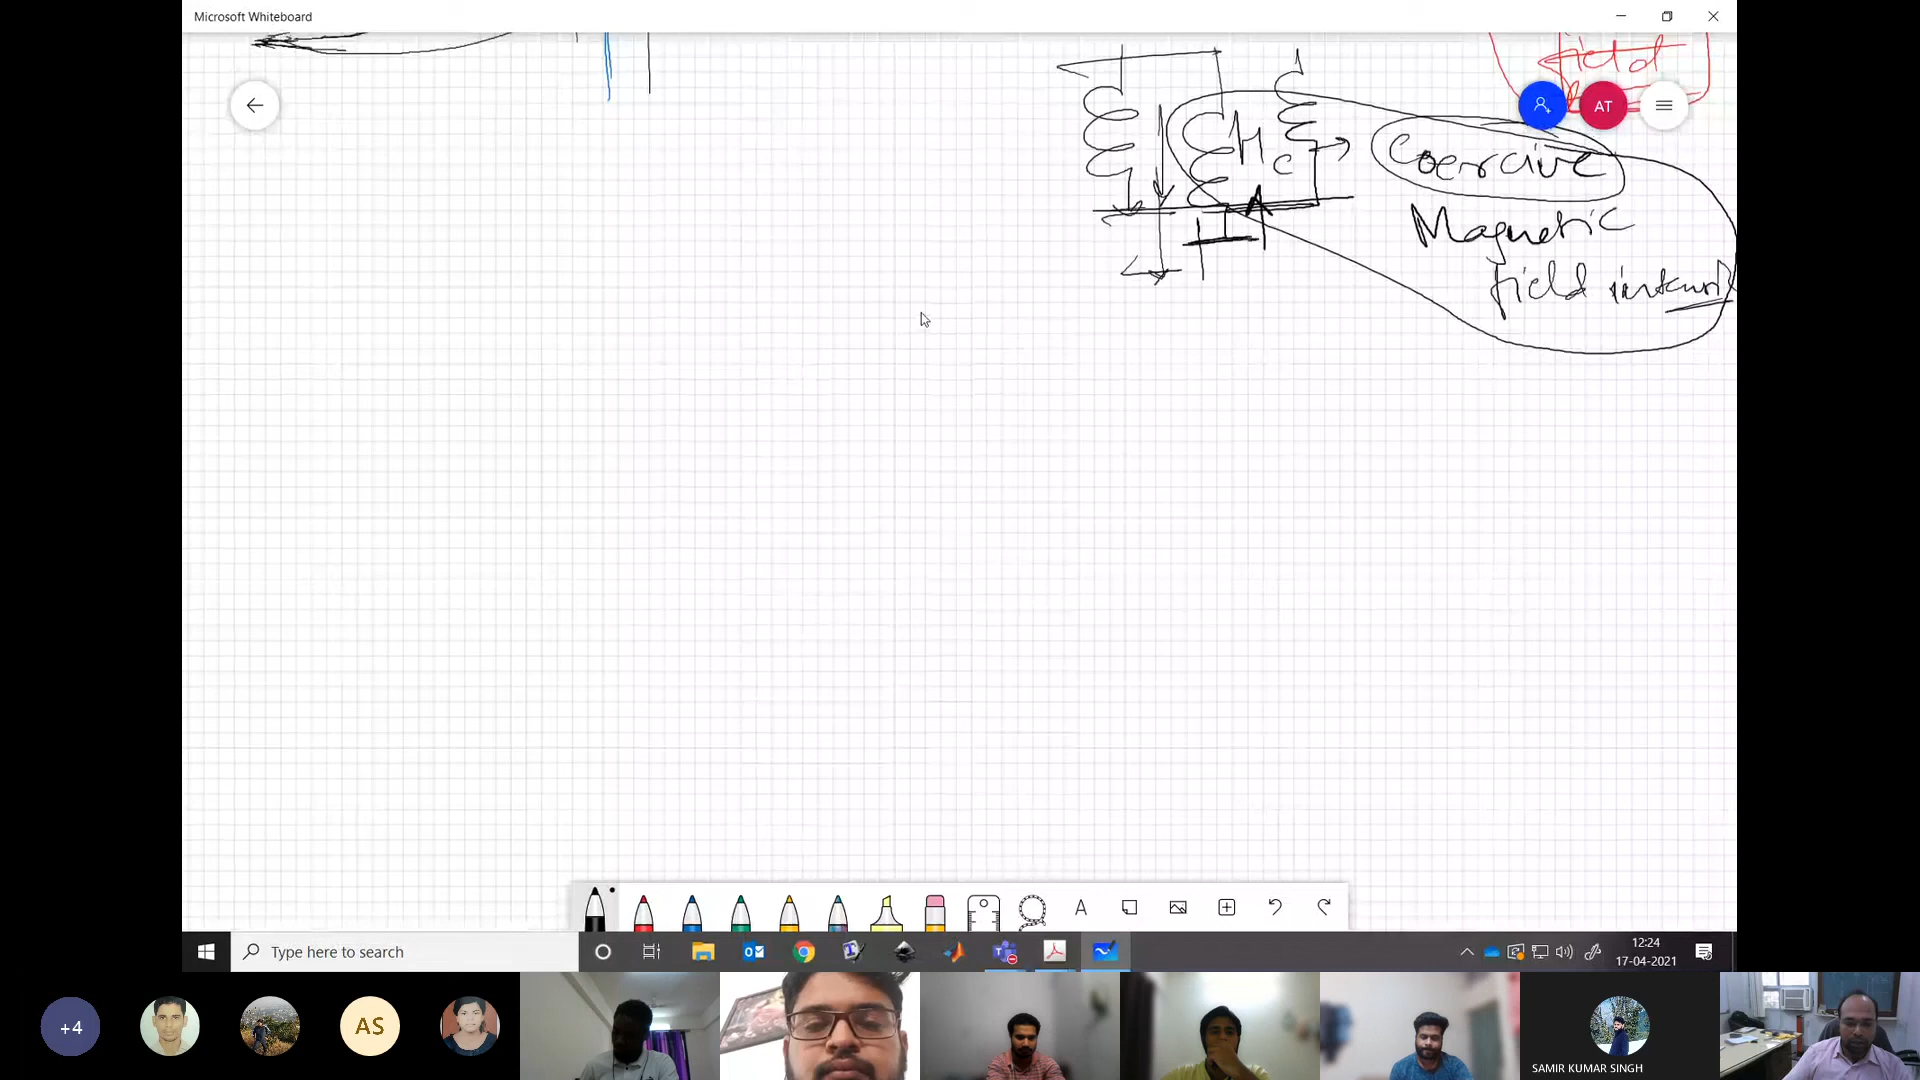 Microsoft Whiteboard
field
AT
Hc
Coercive
Magnetic
field
A
Type here to search
12:24
17-04-2021
+4
AS
SAMIR KUMAR SINGH